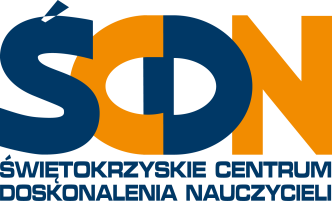 ŚCDN
ŚWIĘTOKRZYSKIE CENTRUM
DOSKONALENIA NAUCZYCIELI